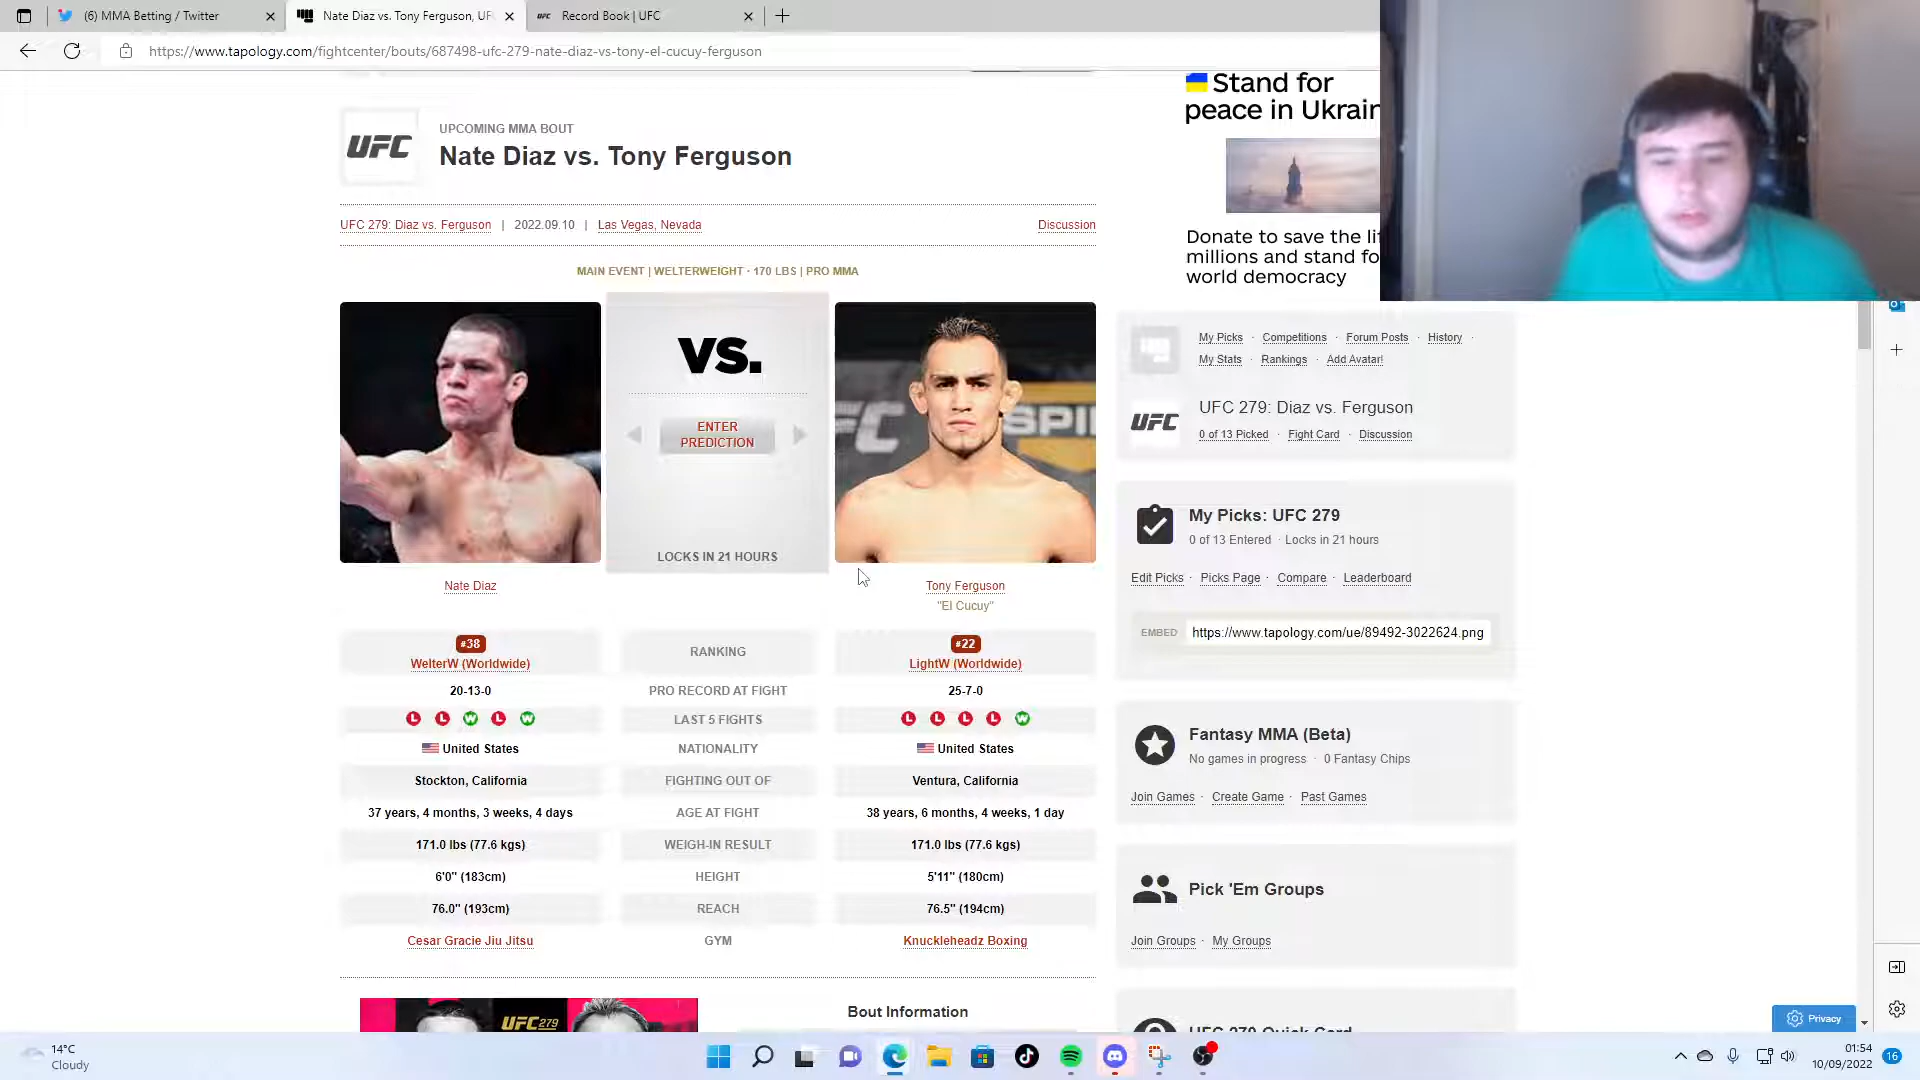 (6) MMA Betting / Twitter
Nate Diaz vs. Tony Ferguson, UF
UFC
Record Book | UFC
https://www.tapology.com/fightcenter/bouts/687498-ufc-279-nate-diaz-vs-tony-el-cucuy-ferguson
UFC
UPCOMING MMA BOUT
Nate Diaz vs. Tony Ferguson
UFC 279: Diaz vs. Ferguson | 2022.09.10 | Las Vegas, Nevada
Discussion
MAIN EVENT | WELTERWEIGHT · 170 LBS | PRO MMA
VS.
ENTER
PREDICTION
LOCKS IN 21 HOURS
Nate Diaz
Tony Ferguson
"El Cucuy"
#38
WelterW (Worldwide)
RANKING
#22
LightW (Worldwide)
20-13-0
PRO RECORD AT FIGHT
25-7-0
L L W L W
LAST 5 FIGHTS
L L L L W
United States
NATIONALITY
United States
Stockton, California
FIGHTING OUT OF
Ventura, California
37 years, 4 months, 3 weeks, 4 days
AGE AT FIGHT
38 years, 6 months, 4 weeks, 1 day
171.0 lbs (77.6 kgs)
WEIGH-IN RESULT
171.0 lbs (77.6 kgs)
6'0" (183cm)
HEIGHT
5'11" (180cm)
76.0" (193cm)
REACH
76.5" (194cm)
Cesar Gracie Jiu Jitsu
GYM
Knuckleheadz Boxing
UFC 279
Bout Information
Stand for
peace in Ukrain
Donate to save the li
millions and stand fo
world democracy
My Picks · Competitions · Forum Posts · History ·
My Stats · Rankings · Add Avatar!
UFC
UFC 279: Diaz vs. Ferguson
0 of 13 Picked · Fight Card · Discussion
My Picks: UFC 279
0 of 13 Entered · Locks in 21 hours
Edit Picks · Picks Page · Compare · Leaderboard
EMBED https://www.tapology.com/ue/89492-3022624.png
Fantasy MMA (Beta)
No games in progress · 0 Fantasy Chips
Join Games · Create Game · Past Games
Pick 'Em Groups
Join Groups · My Groups
UFC 279 Quick Card
Privacy
14°C
Cloudy
01:54
10/09/2022
16